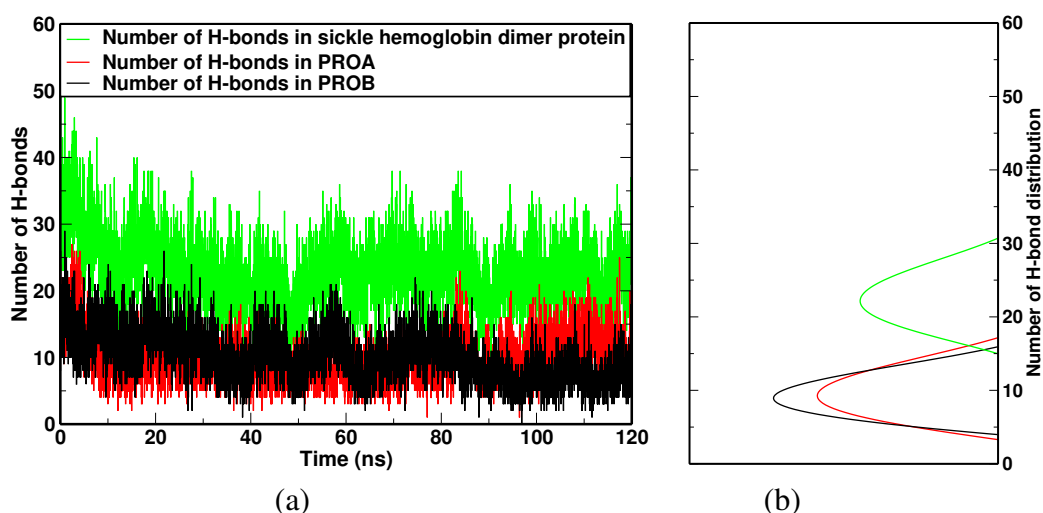 Number of H-bonds in sickle hemoglobin dimer protein
Number of H-bonds in PROA
Number of H-bonds in PROB
Number of H-bonds
60
50
40
30
20
10
0
0 20 40 60 80 100 120
Time (ns)
(a)
60
50
40
30
20
10
0
Number of H-bond distribution
(b)